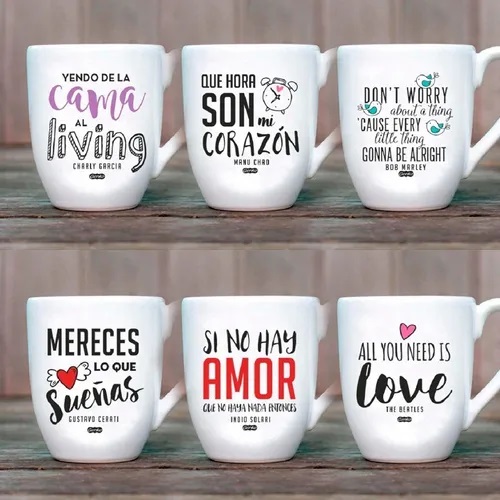 YENDO DE LA
cama
AL
living
CHARLY GARCIA
QUE HORA
SON mi
CORAZÓN
MANU CHAO
DON'T WORRY
about a thing
'CAUSE EVERY
little thing
GONNA BE ALRIGHT
BOB MARLEY
MERECES
LO QUE
Sueñas
GUSTAVO CERATI
SI NO HAY
AMOR
QUE NO HAYA NADA ENTONCES
INDIO SOLARI
ALL YOU NEED IS
love
THE BEATLES